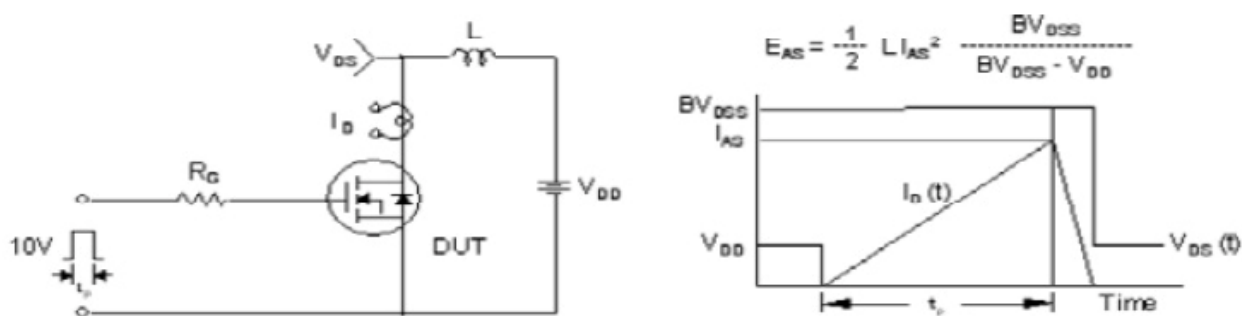 L
V_DS
I_D
R_G
V_DD
10V
DUT
t_p
E_AS = 1/2 L I_AS² BV_DSS / (BV_DSS - V_DD)
BV_DSS
I_AS
I_D (t)
V_DD
V_DS (t)
t_p
Time